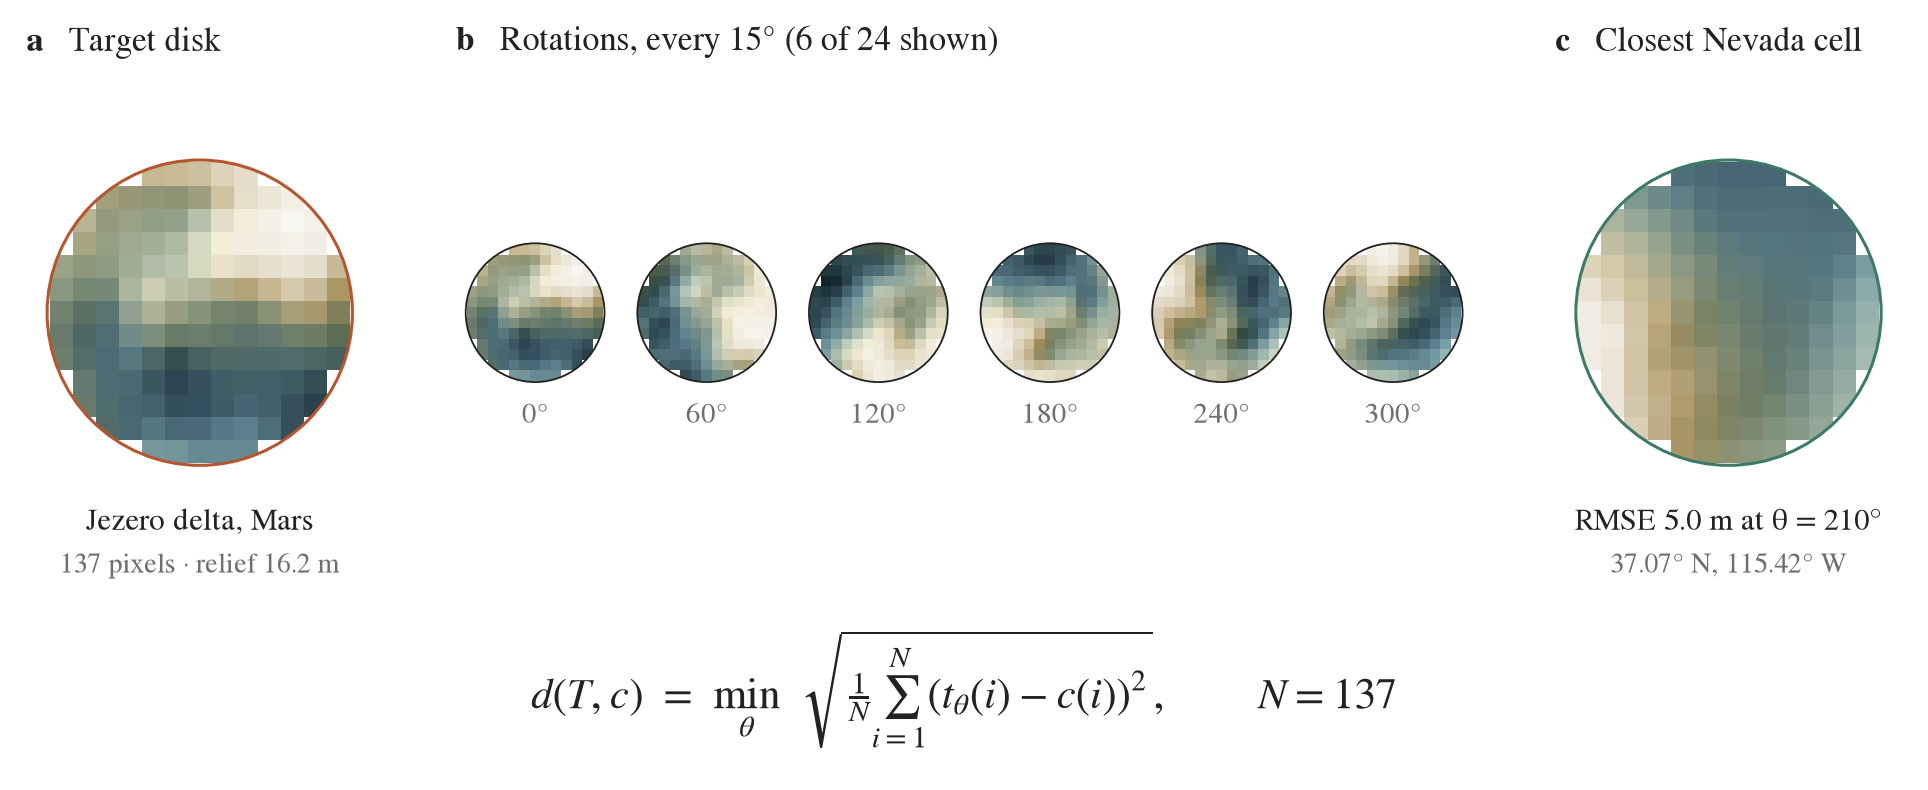 a Target disk
b Rotations, every 15° (6 of 24 shown)
c Closest Nevada cell
0°
60°
120°
180°
240°
300°
Jezero delta, Mars
137 pixels · relief 16.2 m
RMSE 5.0 m at θ = 210°
37.07° N, 115.42° W
d(T, c) = min_θ √(1/N ∑_{i=1}^{N} (t_θ(i) − c(i))²), N = 137